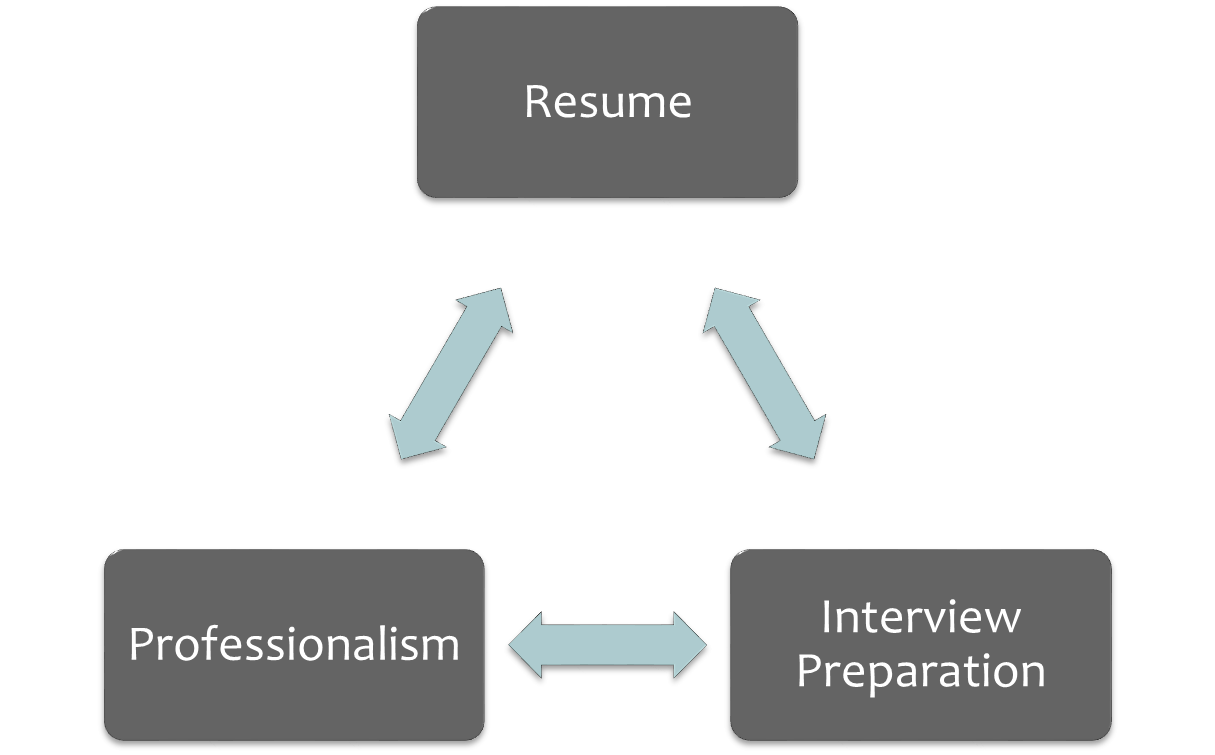 Resume
Professionalism
Interview
Preparation